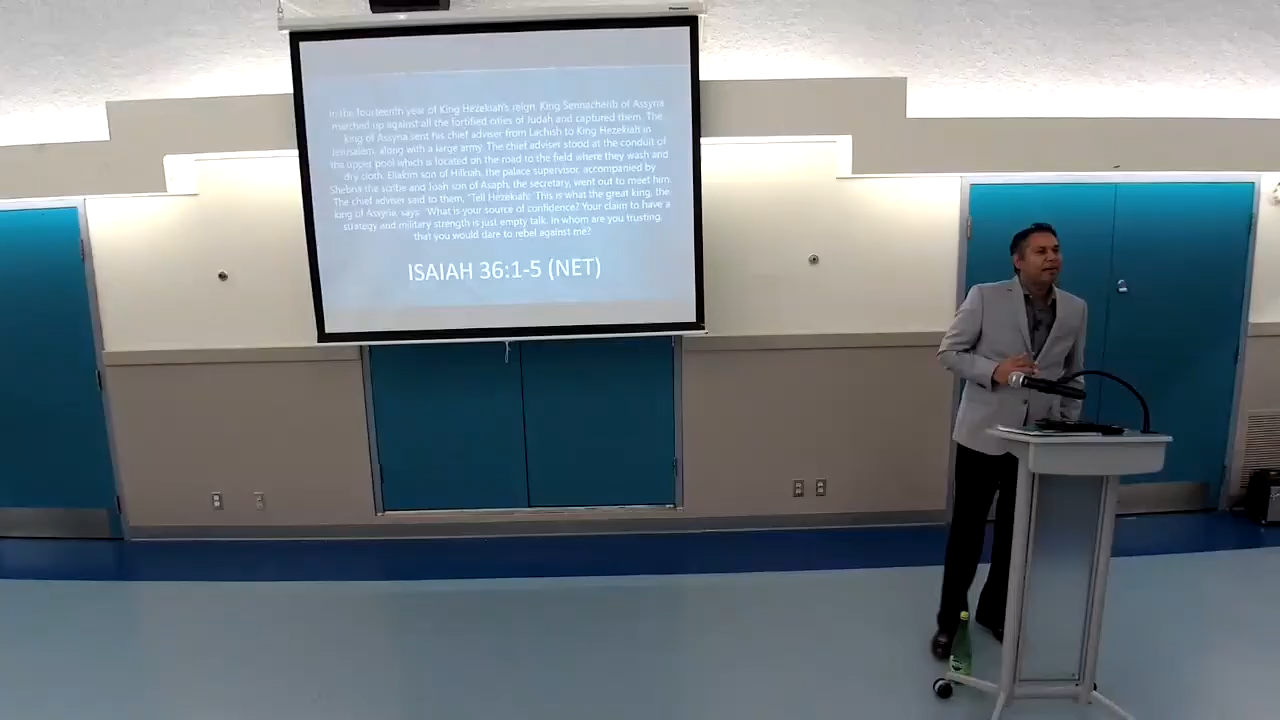 In the fourteenth year of King Hezekiah's reign, King Sennacherib of Assyria
marched up against all the fortified cities of Judah and captured them. The
king of Assyria sent his chief adviser from Lachish to King Hezekiah in
Jerusalem, along with a large army. The chief adviser stood at the conduit of
the upper pool which is located on the road to the field where they wash and
dry cloth. Eliakim son of Hilkiah, the palace supervisor, accompanied by
Shebna the scribe and Joah son of Asaph, the secretary, went out to meet him.
The chief adviser said to them, "Tell Hezekiah: 'This is what the great king, the
king of Assyria, says: "What is your source of confidence? Your claim to have a
strategy and military strength is just empty talk. In whom are you trusting,
that you would dare to rebel against me?
ISAIAH 36:1-5 (NET)